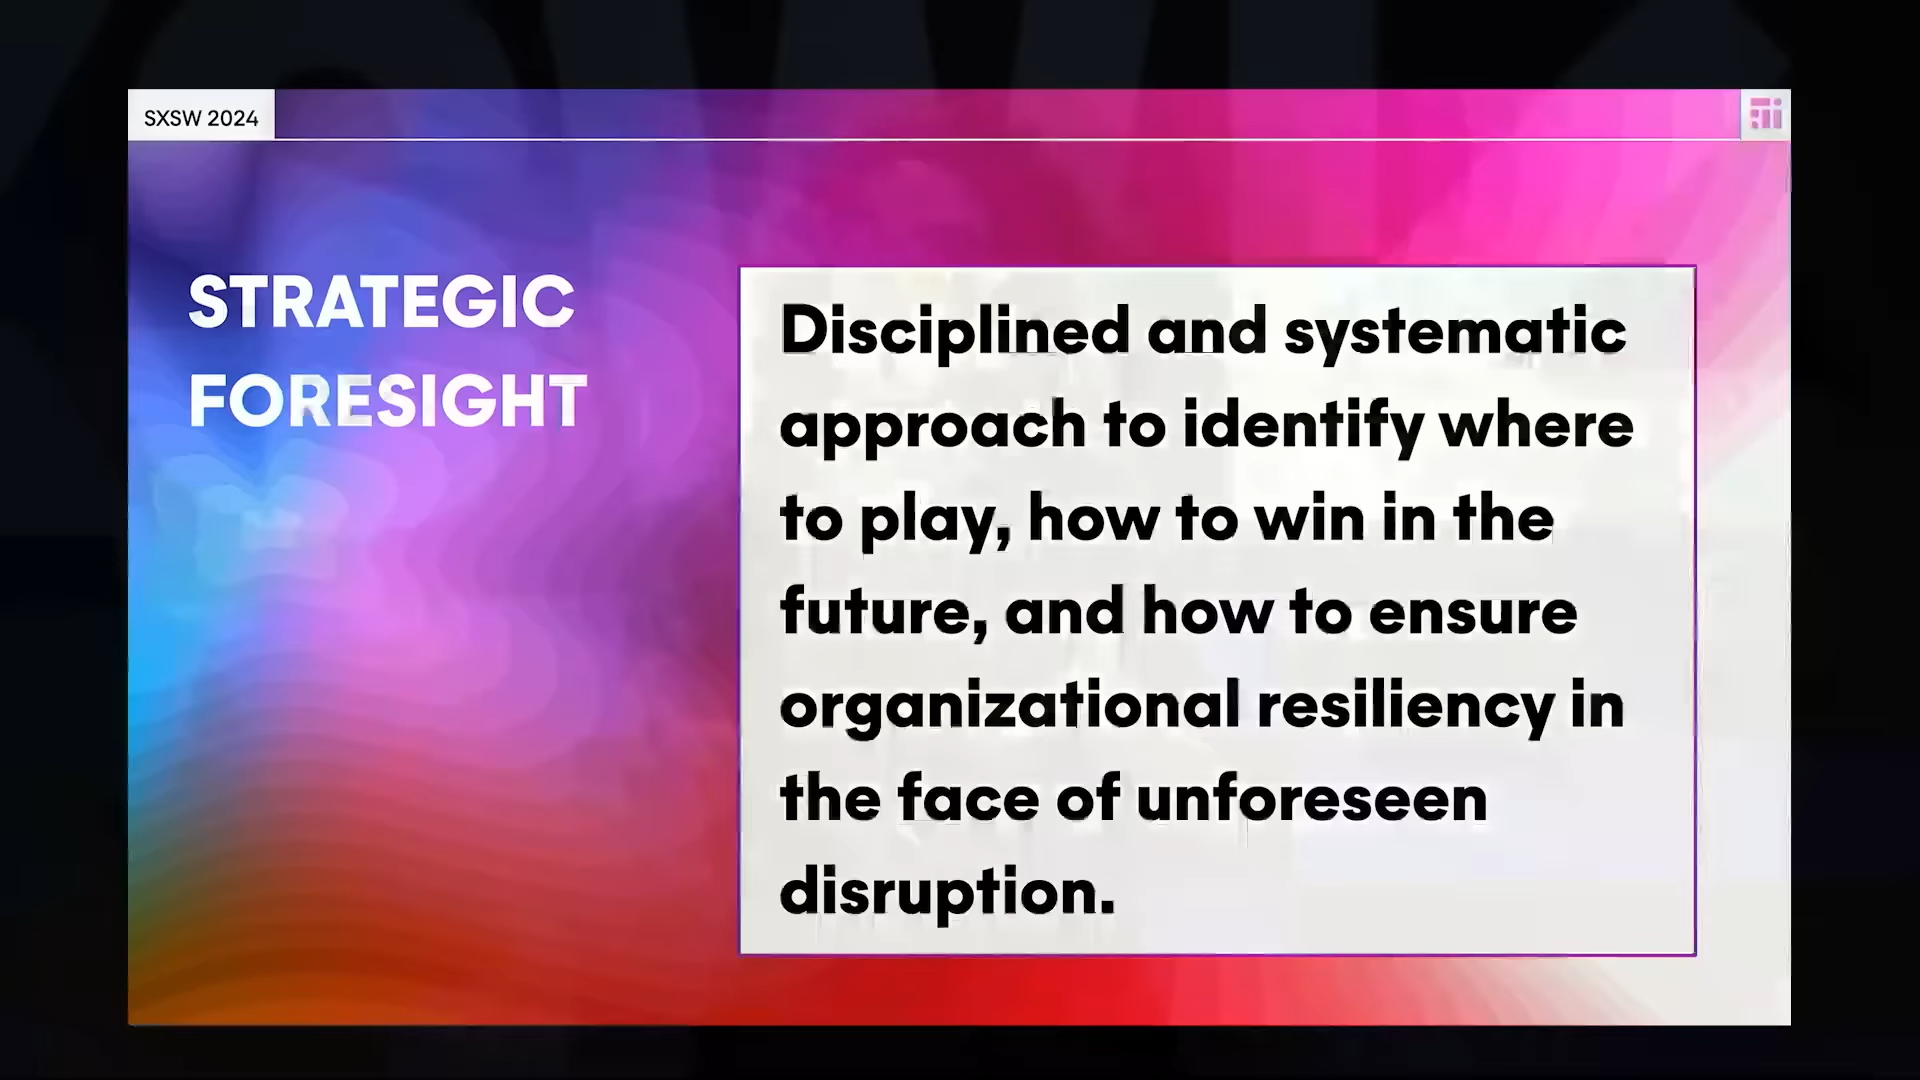 SXSW 2024
STRATEGIC
FORESIGHT
Disciplined and systematic
approach to identify where
to play, how to win in the
future, and how to ensure
organizational resiliency in
the face of unforeseen
disruption.